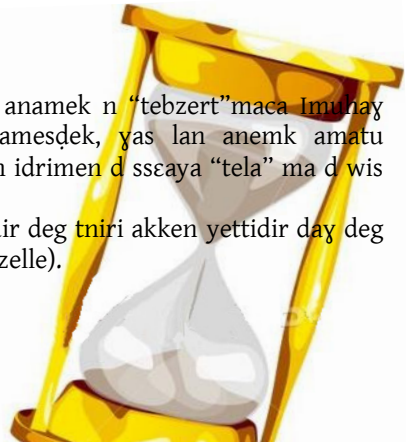 anamek n “tebzert”maca Imuhaɣ
amesḍek, ɣas lan anemk amatu
idrimen d ssɛaya “tela” ma d wis
deg tniri akken yettidir daɣ deg
zelle).